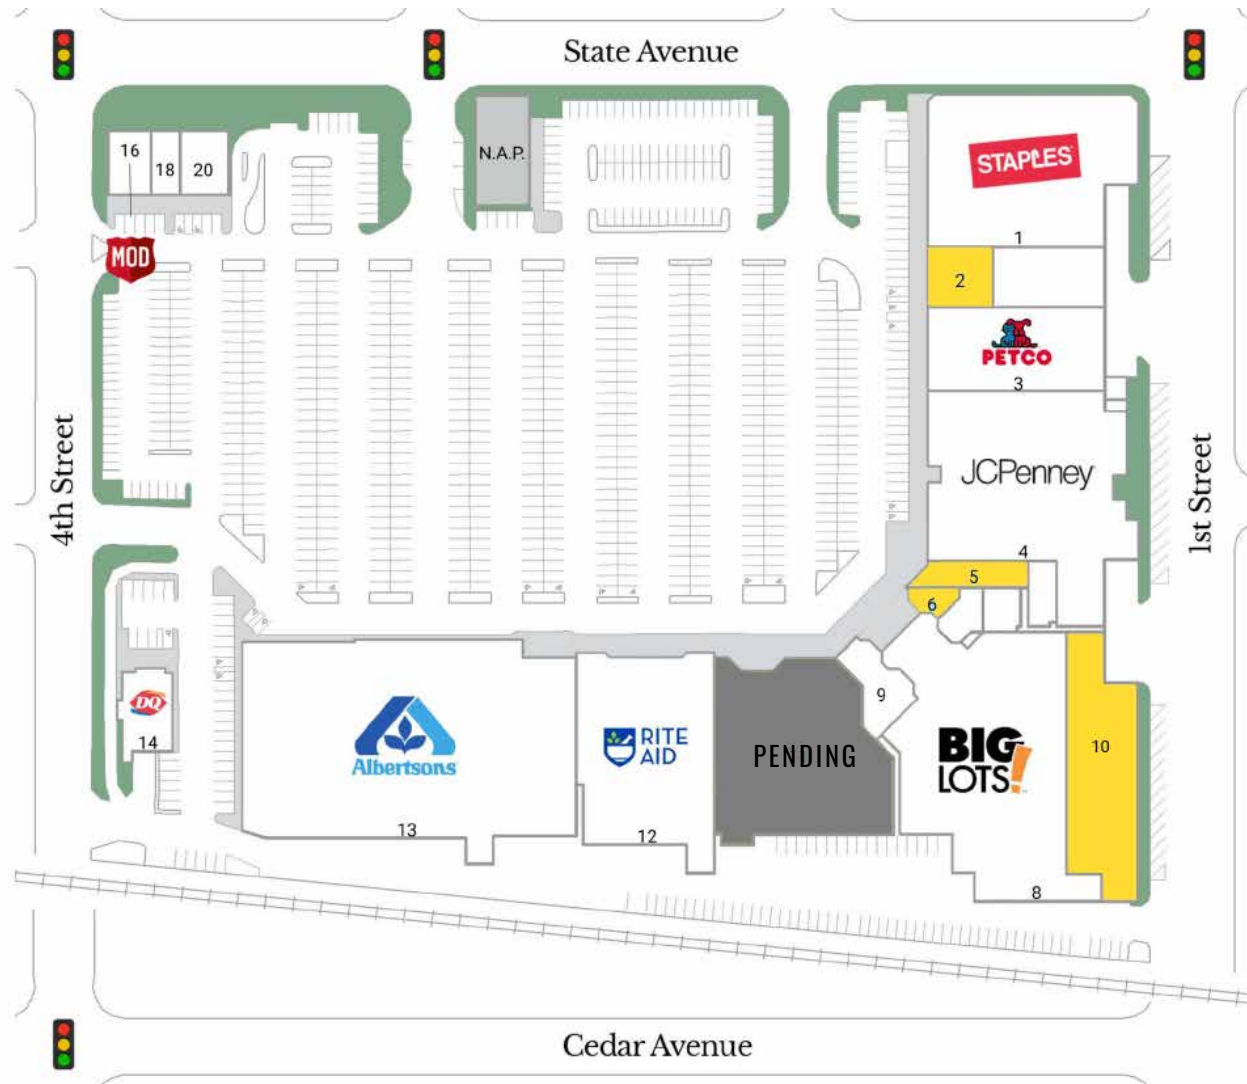 State Avenue
16
18
20
N.A.P.
STAPLES
1
MOD
2
PETCO
3
4th Street
JCPenney
1st Street
4
5
6
9
DQ
14
Albertsons
RITE
AID
PENDING
BIG
LOTS!
10
13
12
8
Cedar Avenue